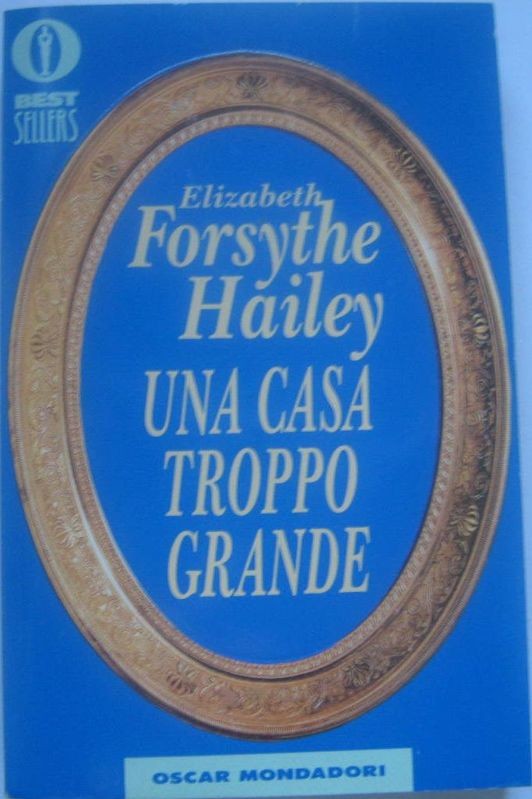 BEST
SELLERS
Elizabeth
Forsythe
Hailey
UNA CASA
TROPPO
GRANDE
OSCAR MONDADORI